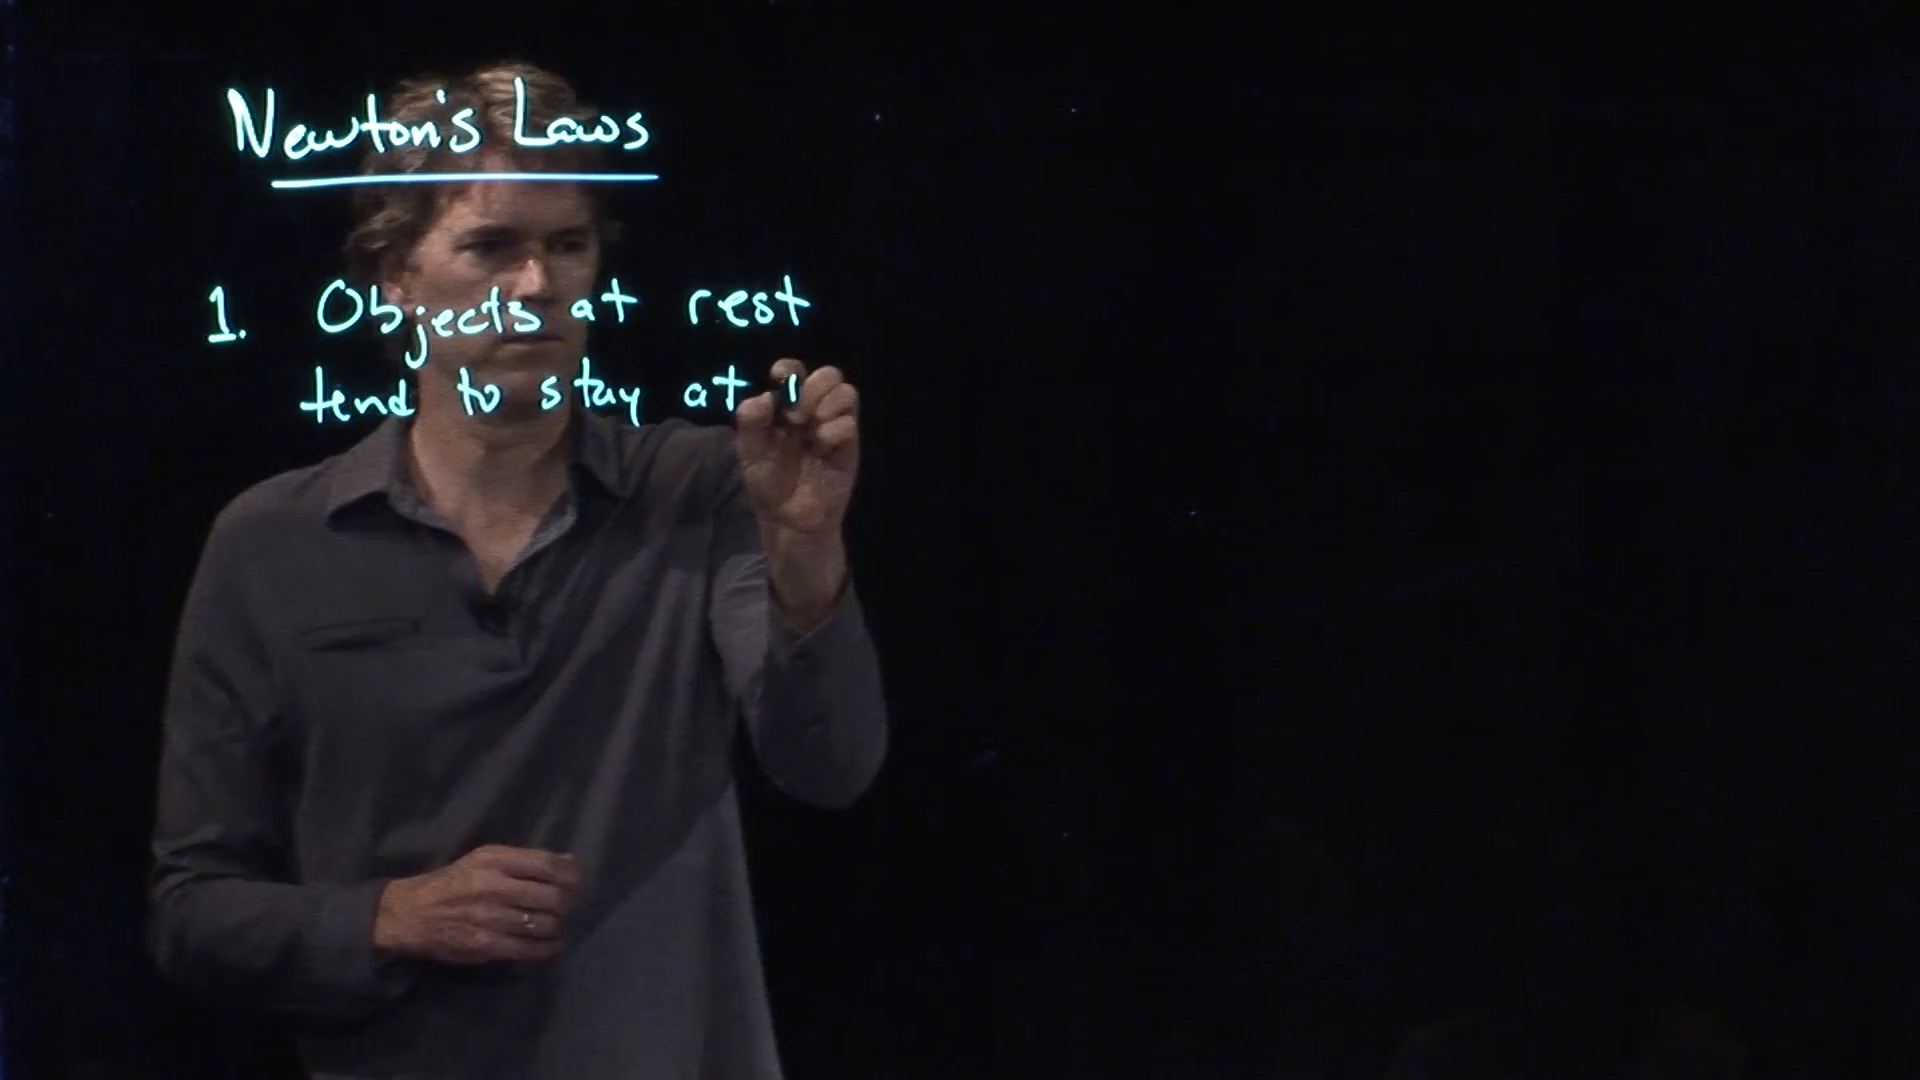 Newton's Laws
1. Objects at rest
tend to stay at r